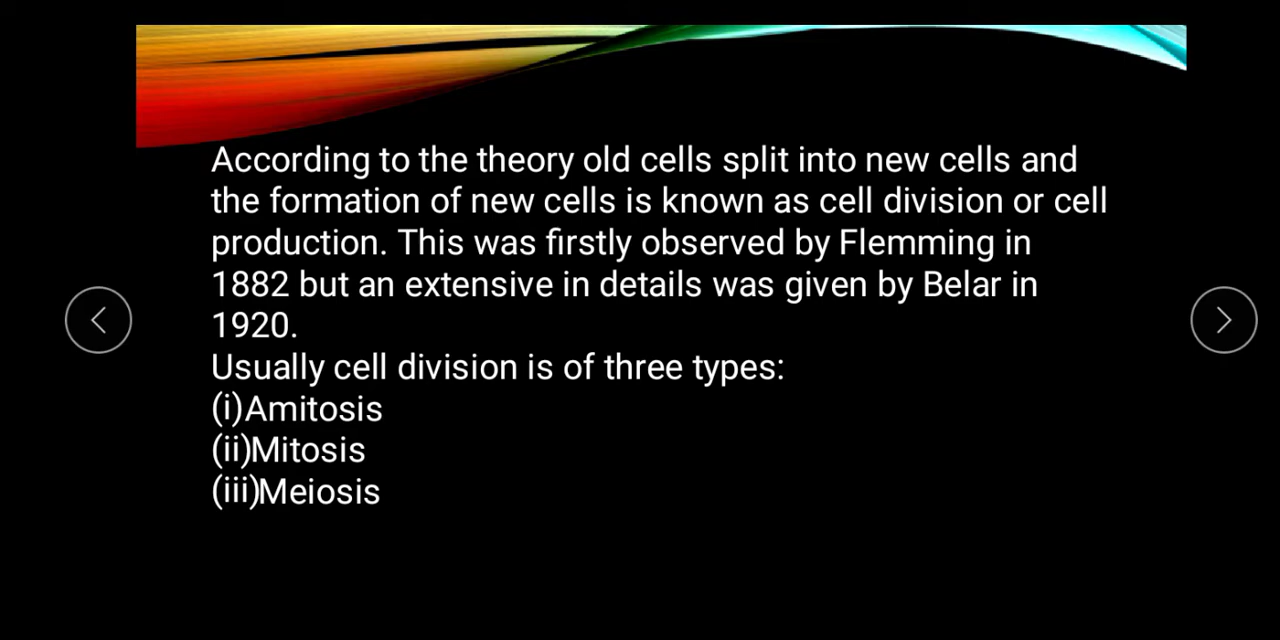 According to the theory old cells split into new cells and
the formation of new cells is known as cell division or cell
production. This was firstly observed by Flemming in
1882 but an extensive in details was given by Belar in
1920.
Usually cell division is of three types:
(i)Amitosis
(ii)Mitosis
(iii)Meiosis